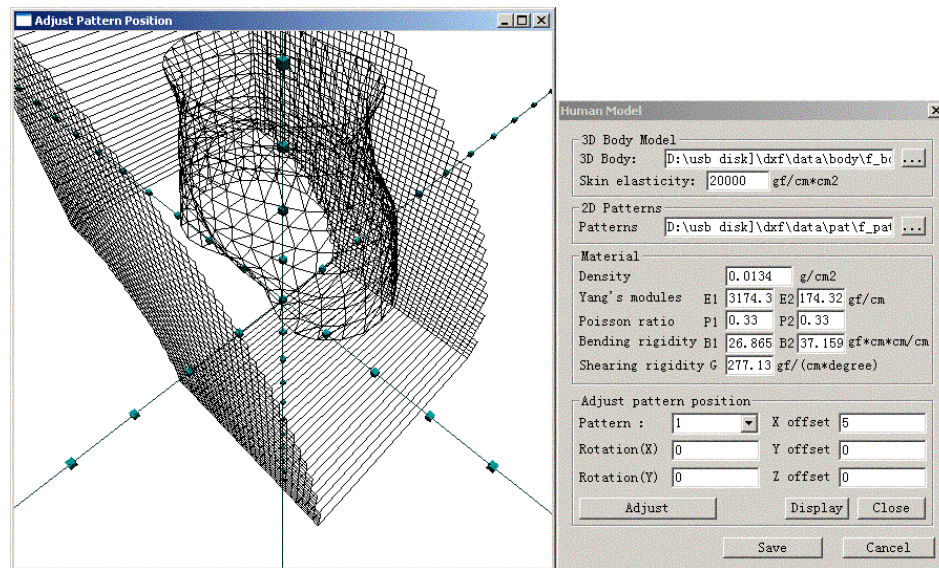 Adjust Pattern Position
Human Model
3D Body Model
3D Body: D:\usb disk]\dxf\data\body\f_bo ...
Skin elasticity: 20000 gf/cm*cm2
2D Patterns
Patterns D:\usb disk]\dxf\data\pat\f_pat ...
Material
Density 0.0134 g/cm2
Yang's modules E1 3174.3 E2 174.32 gf/cm
Poisson ratio P1 0.33 P2 0.33
Bending rigidity B1 26.865 B2 37.159 gf*cm*cm/cm
Shearing rigidity G 277.13 gf/(cm*degree)
Adjust pattern position
Pattern : 1 X offset 5
Rotation(X) 0 Y offset 0
Rotation(Y) 0 Z offset 0
Adjust Display Close
Save Cancel